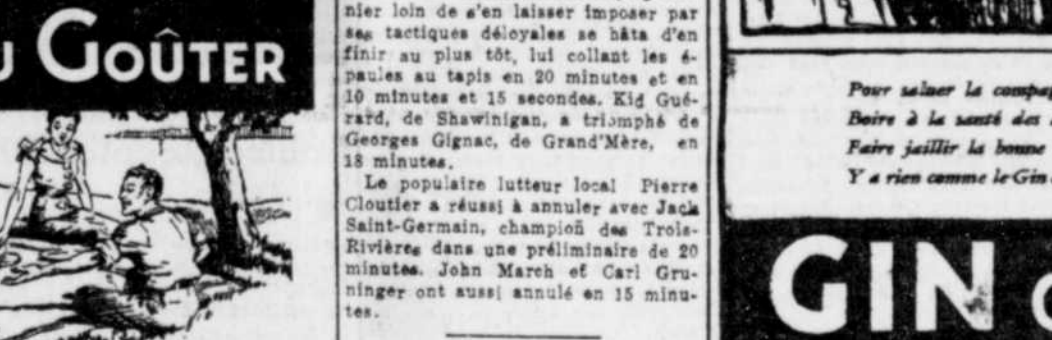 GOÛTER
nier loin de s'en laisser imposer par
ses tactiques déloyales se hâta d'en
finir au plus tôt, lui collant les é-
paules au tapis en 20 minutes et en
10 minutes et 15 secondes. Kid Gué-
rard, de Shawinigan, a triomphé de
Georges Gignac, de Grand'Mère, en
18 minutes.
Le populaire lutteur local Pierre
Cloutier a réussi à annuler avec Jack
Saint-Germain, champion des Trois-
Rivières dans une préliminaire de 20
minutes. John March et Carl Gru-
ninger ont aussi annulé en 15 minu-
tes.
Pour saluer la compag
Boire à la santé des
Faire jaillir la bonne
Y a rien comme le Gin
GIN